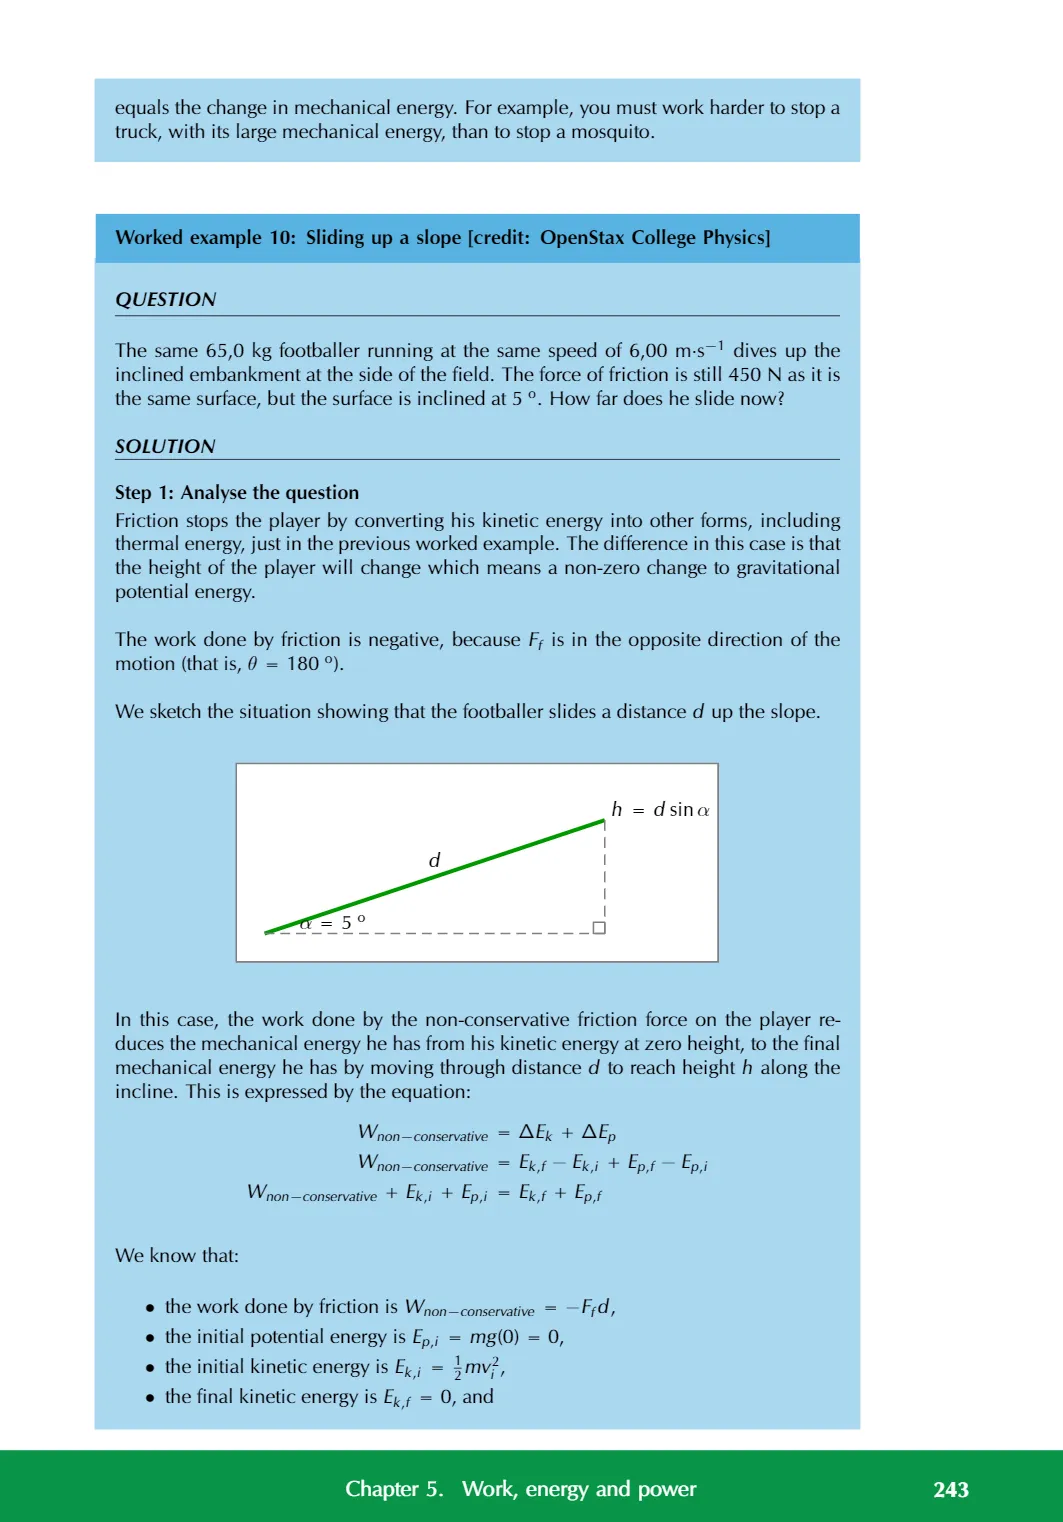 equals the change in mechanical energy. For example, you must work harder to stop a
truck, with its large mechanical energy, than to stop a mosquito.
Worked example 10: Sliding up a slope [credit: OpenStax College Physics]
QUESTION
The same 65,0 kg footballer running at the same speed of 6,00 m·s⁻¹ dives up the
inclined embankment at the side of the field. The force of friction is still 450 N as it is
the same surface, but the surface is inclined at 5 °. How far does he slide now?
SOLUTION
Step 1: Analyse the question
Friction stops the player by converting his kinetic energy into other forms, including
thermal energy, just in the previous worked example. The difference in this case is that
the height of the player will change which means a non-zero change to gravitational
potential energy.
The work done by friction is negative, because F_f is in the opposite direction of the
motion (that is, θ = 180 °).
We sketch the situation showing that the footballer slides a distance d up the slope.
h = d sin α
d
α = 5 °
In this case, the work done by the non-conservative friction force on the player re-
duces the mechanical energy he has from his kinetic energy at zero height, to the final
mechanical energy he has by moving through distance d to reach height h along the
incline. This is expressed by the equation:
W_{non−conservative} = ΔE_k + ΔE_p
W_{non−conservative} = E_{k,f} − E_{k,i} + E_{p,f} − E_{p,i}
W_{non−conservative} + E_{k,i} + E_{p,i} = E_{k,f} + E_{p,f}
We know that:
• the work done by friction is W_{non−conservative} = −F_f d,
• the initial potential energy is E_{p,i} = mg(0) = 0,
• the initial kinetic energy is E_{k,i} = ½mv_i²,
• the final kinetic energy is E_{k,f} = 0, and
Chapter 5. Work, energy and power 243